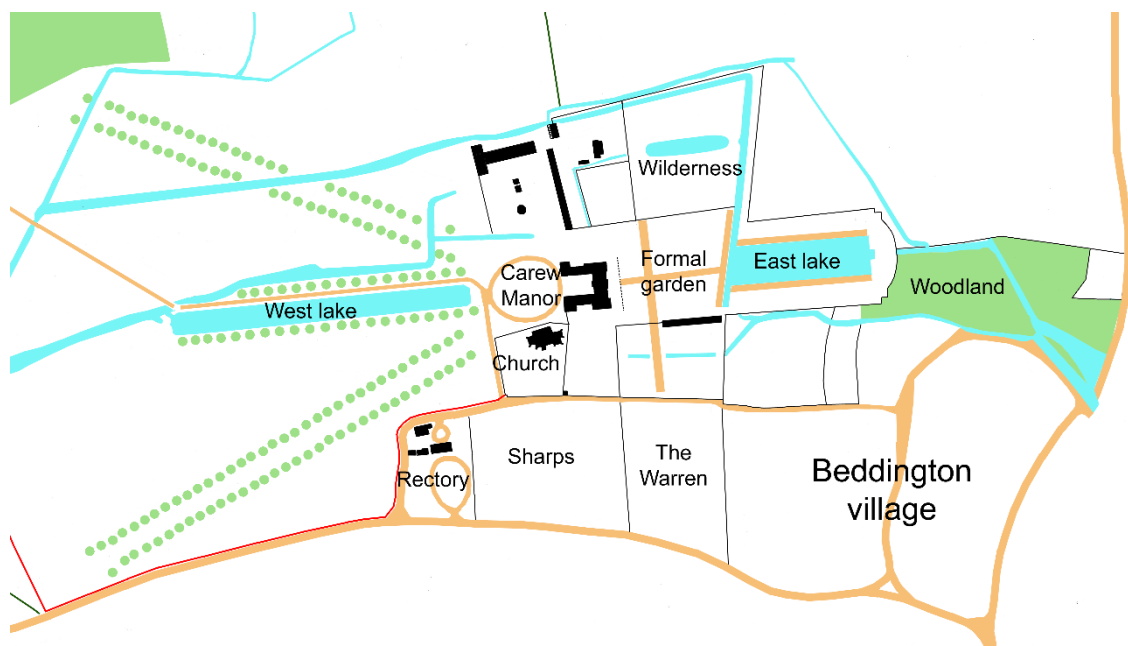 Wilderness
Carew
Manor
Formal
garden
East lake
Woodland
West lake
Church
Sharps
The
Warren
Rectory
Beddington
village